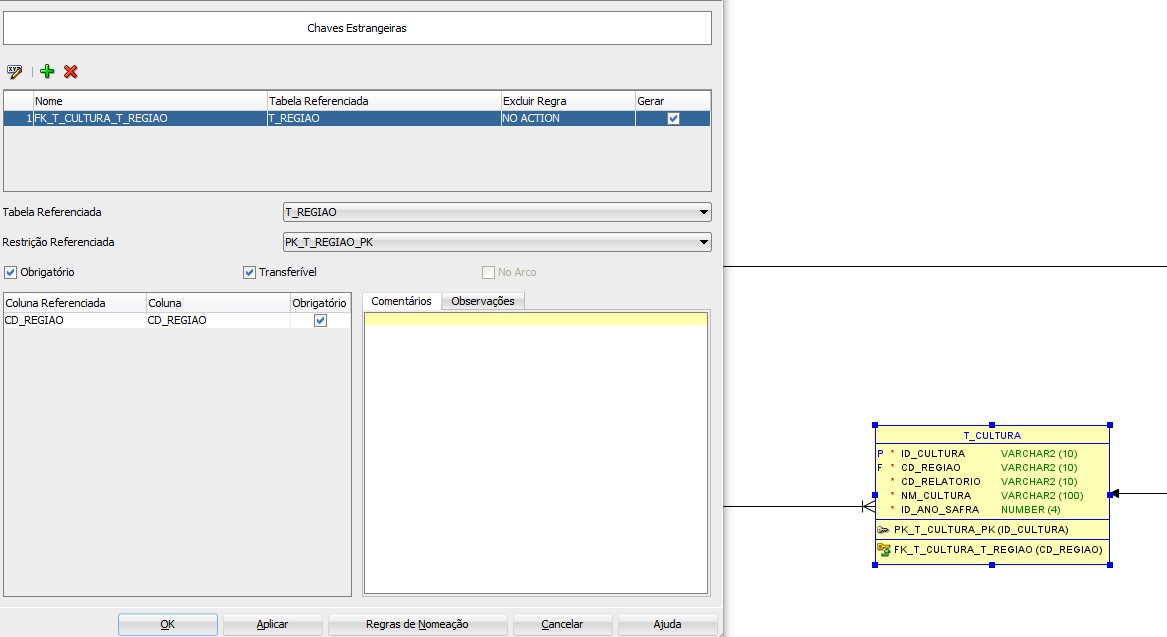 Chaves Estrangeiras
Nome Tabela Referenciada Excluir Regra Gerar
1 FK_T_CULTURA_T_REGIAO T_REGIAO NO ACTION
Tabela Referenciada T_REGIAO
Restrição Referenciada PK_T_REGIAO_PK
Obrigatório Transferível No Arco
Coluna Referenciada Coluna Obrigatório
CD_REGIAO CD_REGIAO
Comentários Observações
OK Aplicar Regras de Nomeação Cancelar Ajuda
T_CULTURA
P * ID_CULTURA VARCHAR2 (10)
F * CD_REGIAO VARCHAR2 (10)
* CD_RELATORIO VARCHAR2 (10)
* NM_CULTURA VARCHAR2 (100)
* ID_ANO_SAFRA NUMBER (4)
PK_T_CULTURA_PK (ID_CULTURA)
FK_T_CULTURA_T_REGIAO (CD_REGIAO)